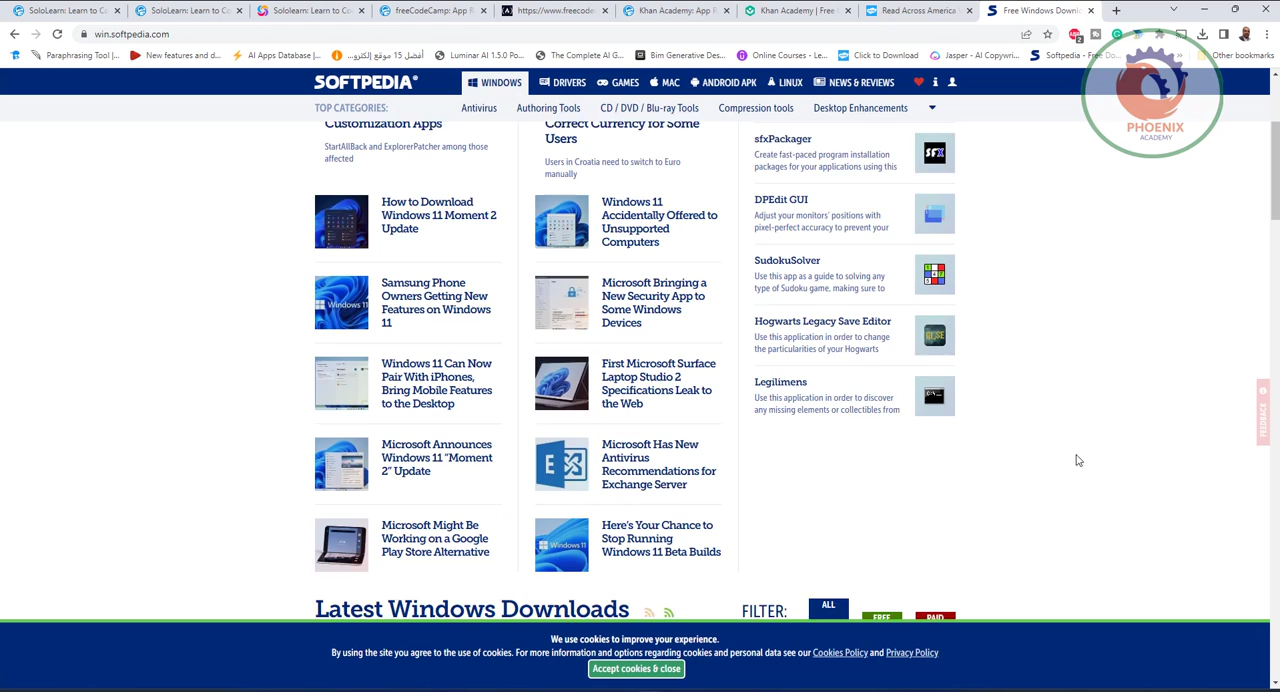 SoloLearn: Learn to Co
SoloLearn: Learn to Co
Sololearn: Learn to Co
freeCodeCamp: App R
https://www.freecodec
Khan Academy: App R
Khan Academy | Free
Read Across America
Free Windows Downl
win.softpedia.com
Paraphrasing Tool |
New features and d...
AI Apps Database |
أفضل 15 موقع إلكترو...
Luminar AI 1.5.0 Po...
The Complete AI G...
Bim Generative Des...
Online Courses - Le...
Click to Download
Jasper - AI Copywri...
Softpedia - Free Do
Other bookmarks
SOFTPEDIA®
WINDOWS
DRIVERS
GAMES
MAC
ANDROID APK
LINUX
NEWS & REVIEWS
TOP CATEGORIES:
Antivirus
Authoring Tools
CD / DVD / Blu-ray Tools
Compression tools
Desktop Enhancements
PHOENIX
ACADEMY
Customization Apps
StartAllBack and ExplorerPatcher among those
affected
How to Download
Windows 11 Moment 2
Update
Samsung Phone
Owners Getting New
Features on Windows
11
Windows 11 Can Now
Pair With iPhones,
Bring Mobile Features
to the Desktop
Microsoft Announces
Windows 11 “Moment
2” Update
Microsoft Might Be
Working on a Google
Play Store Alternative
Correct Currency for Some
Users
Users in Croatia need to switch to Euro
manually
Windows 11
Accidentally Offered to
Unsupported
Computers
Microsoft Bringing a
New Security App to
Some Windows
Devices
First Microsoft Surface
Laptop Studio 2
Specifications Leak to
the Web
Microsoft Has New
Antivirus
Recommendations for
Exchange Server
Here’s Your Chance to
Stop Running
Windows 11 Beta Builds
sfxPackager
Create fast-paced program installation
packages for your applications using this
SFX
DPEdit GUI
Adjust your monitors' positions with
pixel-perfect accuracy to prevent your
SudokuSolver
Use this app as a guide to solving any
type of Sudoku game, making sure to
Hogwarts Legacy Save Editor
Use this application in order to change
the particularities of your Hogwarts
Legilimens
Use this application in order to discover
any missing elements or collectibles from
FEEDBACK
Latest Windows Downloads
FILTER:
ALL
FREE
PAID
We use cookies to improve your experience.
By using the site you agree to the use of cookies. For more information and options regarding cookies and personal data see our Cookies Policy and Privacy Policy
Accept cookies & close